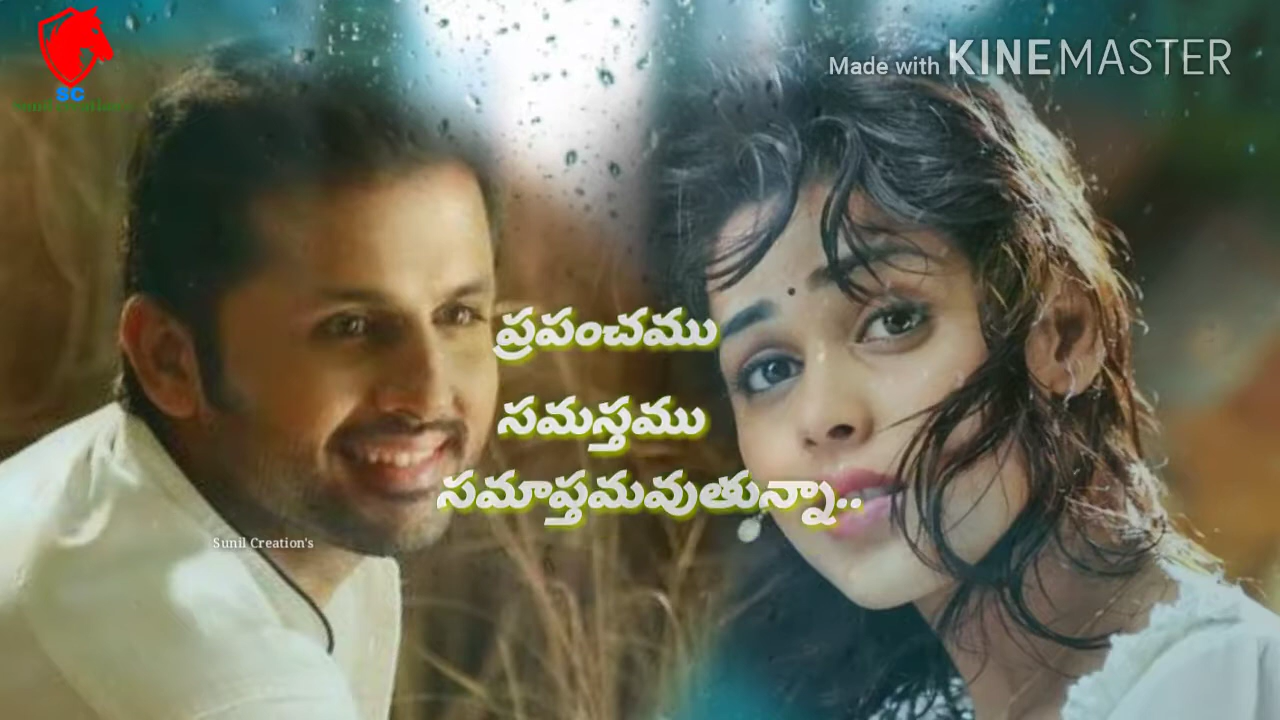 Made with KINEMASTER
SC
ప్రపంచము
సమస్తము
సమాప్తమవుతున్నా..
Sunil Creation's